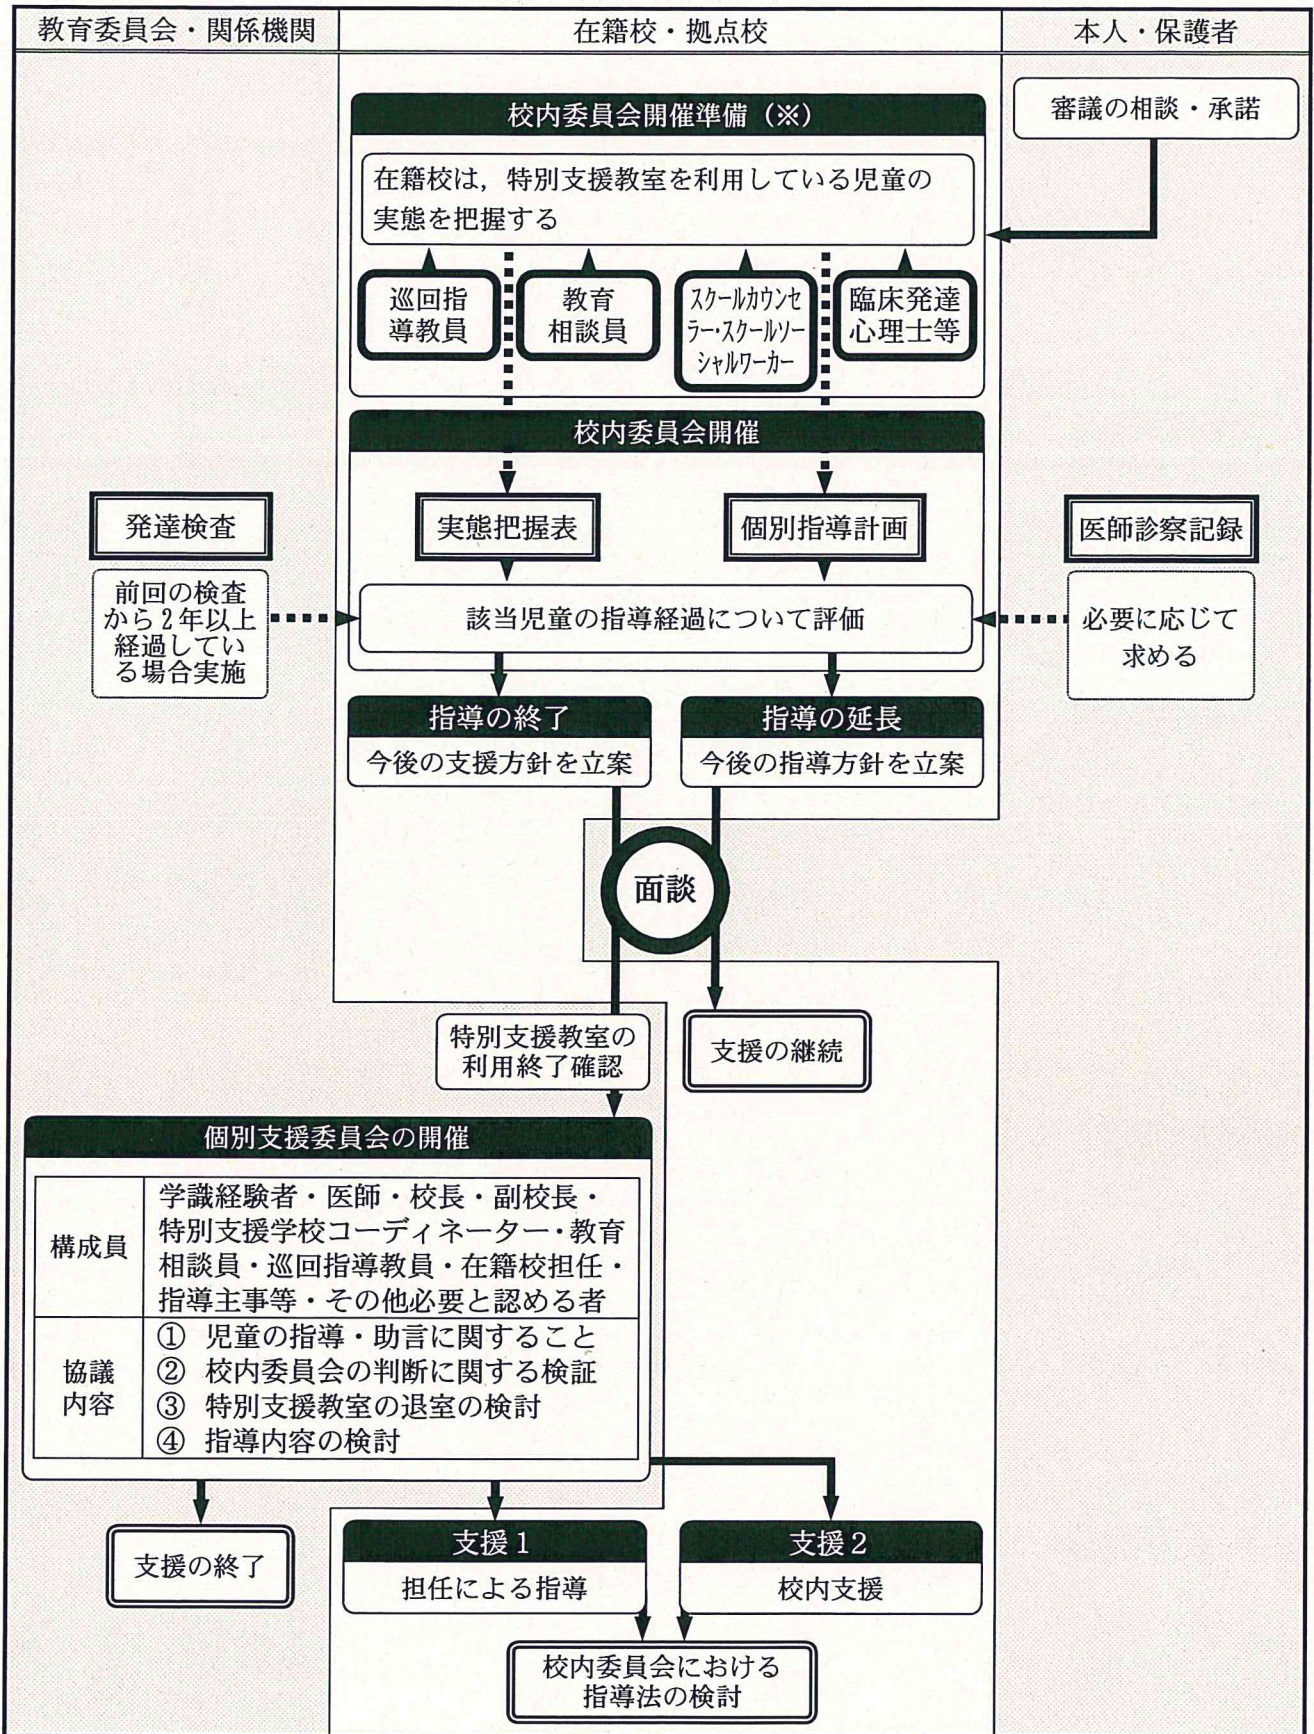 教育委員会・関係機関
在籍校・拠点校
本人・保護者
審議の相談・承諾
校内委員会開催準備（※）
在籍校は，特別支援教室を利用している児童の
実態を把握する
巡回指
導教員
教育
相談員
スクールカウンセ
ラー・スクールソー
シャルワーカー
臨床発達
心理士等
校内委員会開催
発達検査
実態把握表
個別指導計画
医師診察記録
前回の検査
から2年以上
経過してい
る場合実施
該当児童の指導経過について評価
必要に応じて
求める
指導の終了
今後の支援方針を立案
指導の延長
今後の指導方針を立案
面談
特別支援教室の
利用終了確認
支援の継続
個別支援委員会の開催
構成員
学識経験者・医師・校長・副校長・
特別支援学校コーディネーター・教育
相談員・巡回指導教員・在籍校担任・
指導主事等・その他必要と認める者
協議
内容
① 児童の指導・助言に関すること
② 校内委員会の判断に関する検証
③ 特別支援教室の退室の検討
④ 指導内容の検討
支援の終了
支援1
担任による指導
支援2
校内支援
校内委員会における
指導法の検討